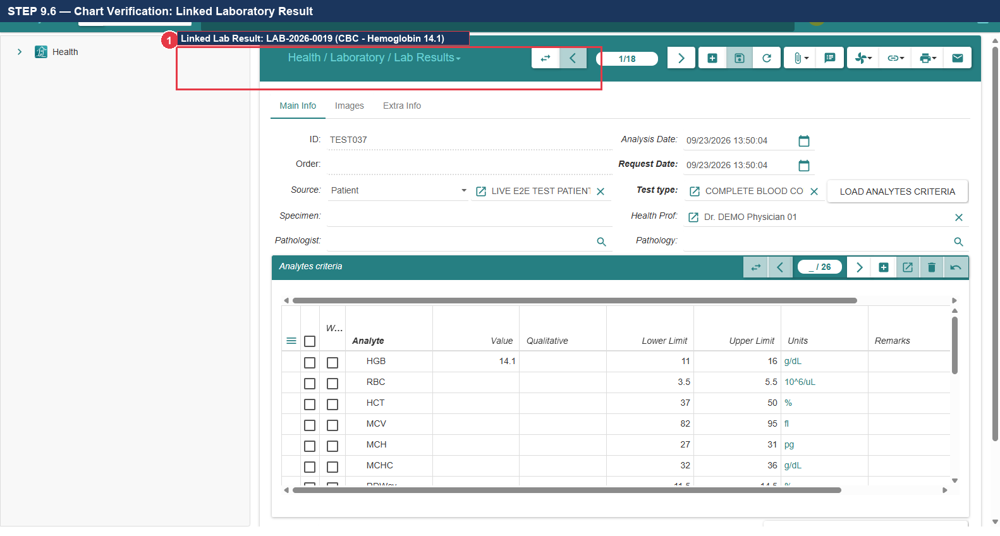 STEP 9.6 — Chart Verification: Linked Laboratory Result
1 Linked Lab Result: LAB-2026-0019 (CBC - Hemoglobin 14.1)
Health
Health / Laboratory / Lab Results
1/18
Main Info Images Extra Info
ID: TEST037 Analysis Date: 09/23/2026 13:50:04
Order: Request Date: 09/23/2026 13:50:04
Source: Patient LIVE E2E TEST PATIENT Test type: COMPLETE BLOOD CO LOAD ANALYTES CRITERIA
Specimen: Health Prof: Dr. DEMO Physician 01
Pathologist: Pathology:
Analytes criteria _ / 26
W... Analyte Value Qualitative Lower Limit Upper Limit Units Remarks
HGB 14.1 11 16 g/dL
RBC 3.5 5.5 10^6/uL
HCT 37 50 %
MCV 82 95 fl
MCH 27 31 pg
MCHC 32 36 g/dL
11.5 14.5 %